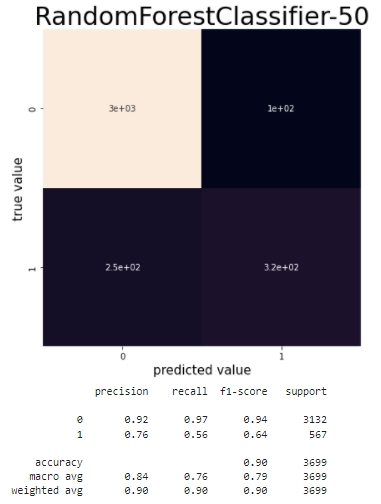 RandomForestClassifier-50
0 3e+03 1e+02
true value
1 2.5e+02 3.2e+02
0 1
predicted value
precision recall f1-score support
0 0.92 0.97 0.94 3132
1 0.76 0.56 0.64 567
accuracy 0.90 3699
macro avg 0.84 0.76 0.79 3699
weighted avg 0.90 0.90 0.90 3699